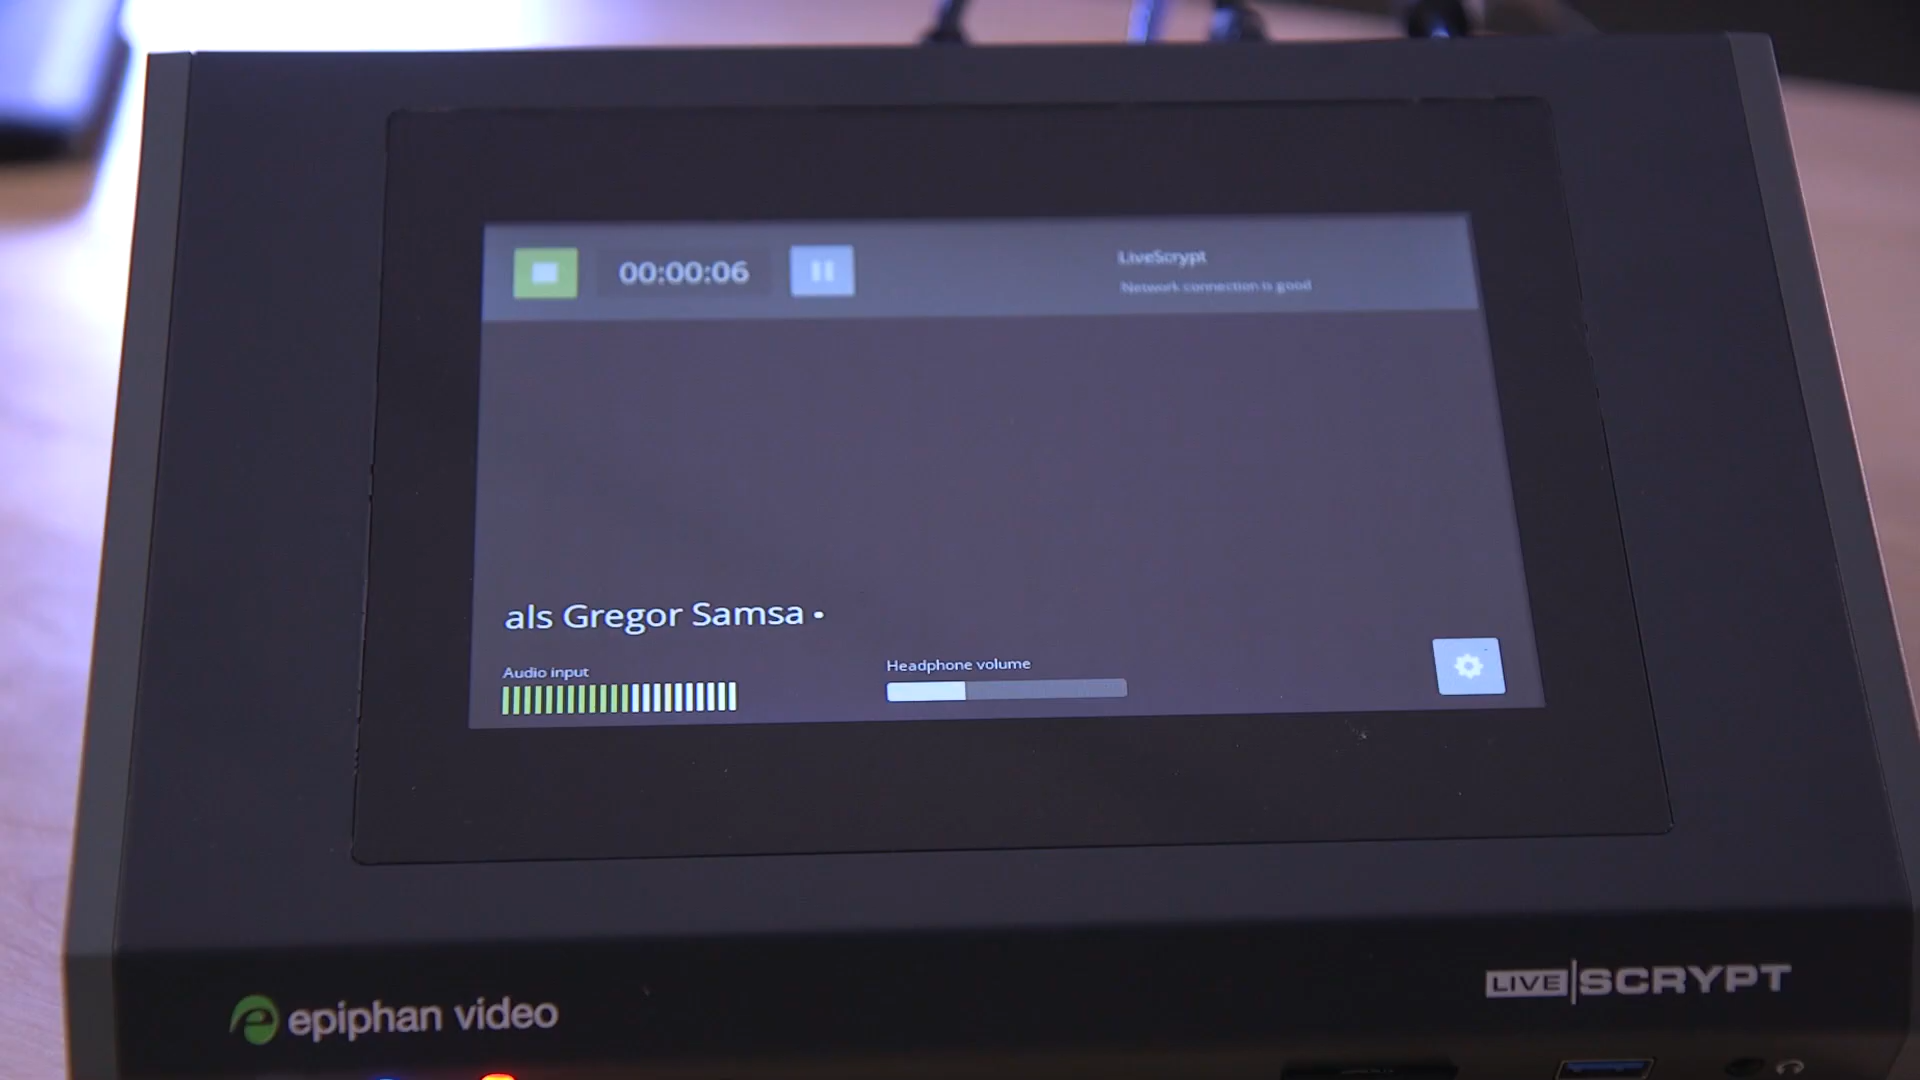 00:00:06
LiveScrypt
Network connection is good
als Gregor Samsa •
Audio input
Headphone volume
epiphan video
LIVE|SCRYPT